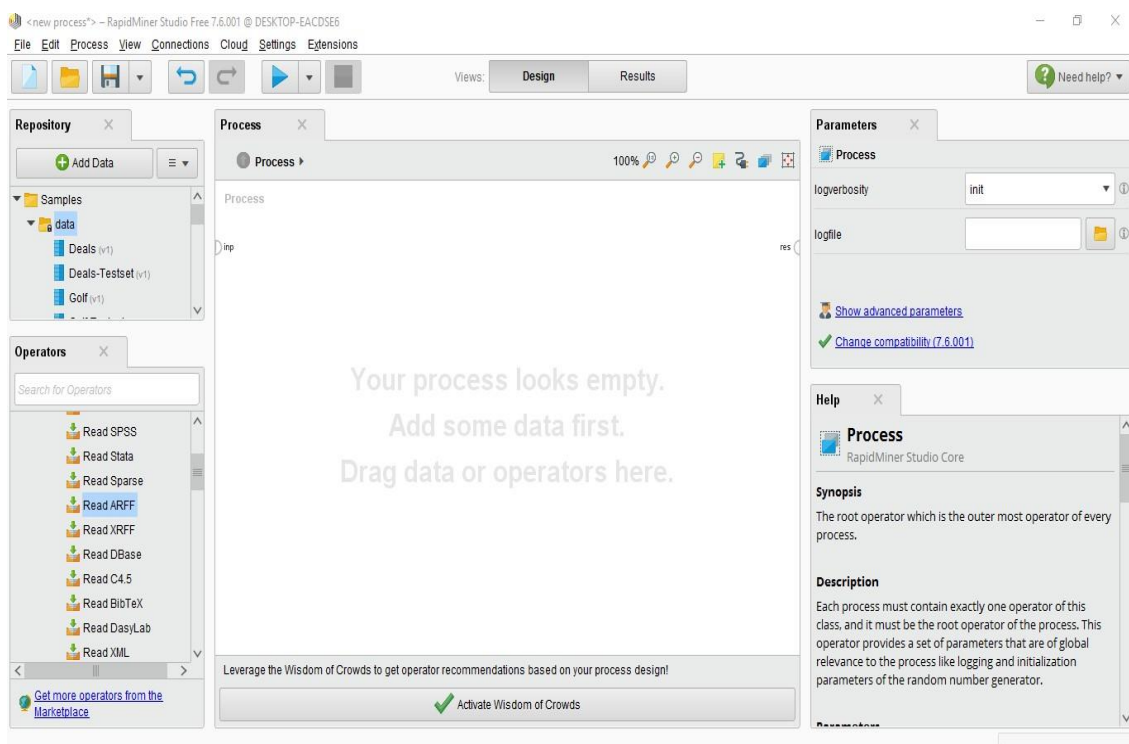 <new process*> – RapidMiner Studio Free 7.6.001 @ DESKTOP-EACDSE6
File Edit Process View Connections Cloud Settings Extensions
Views: Design Results Need help?
Repository
Add Data
Samples
data
Deals (v1)
Deals-Testset (v1)
Golf (v1)
Operators
Search for Operators
Read SPSS
Read Stata
Read Sparse
Read ARFF
Read XRFF
Read DBase
Read C4.5
Read BibTeX
Read DasyLab
Read XML
Get more operators from the
Marketplace
Process
Process
100%
Process
inp
res
Your process looks empty.
Add some data first.
Drag data or operators here.
Leverage the Wisdom of Crowds to get operator recommendations based on your process design!
Activate Wisdom of Crowds
Parameters
Process
logverbosity init
logfile
Show advanced parameters
Change compatibility (7.6.001)
Help
Process
RapidMiner Studio Core
Synopsis
The root operator which is the outer most operator of every
process.
Description
Each process must contain exactly one operator of this
class, and it must be the root operator of the process. This
operator provides a set of parameters that are of global
relevance to the process like logging and initialization
parameters of the random number generator.